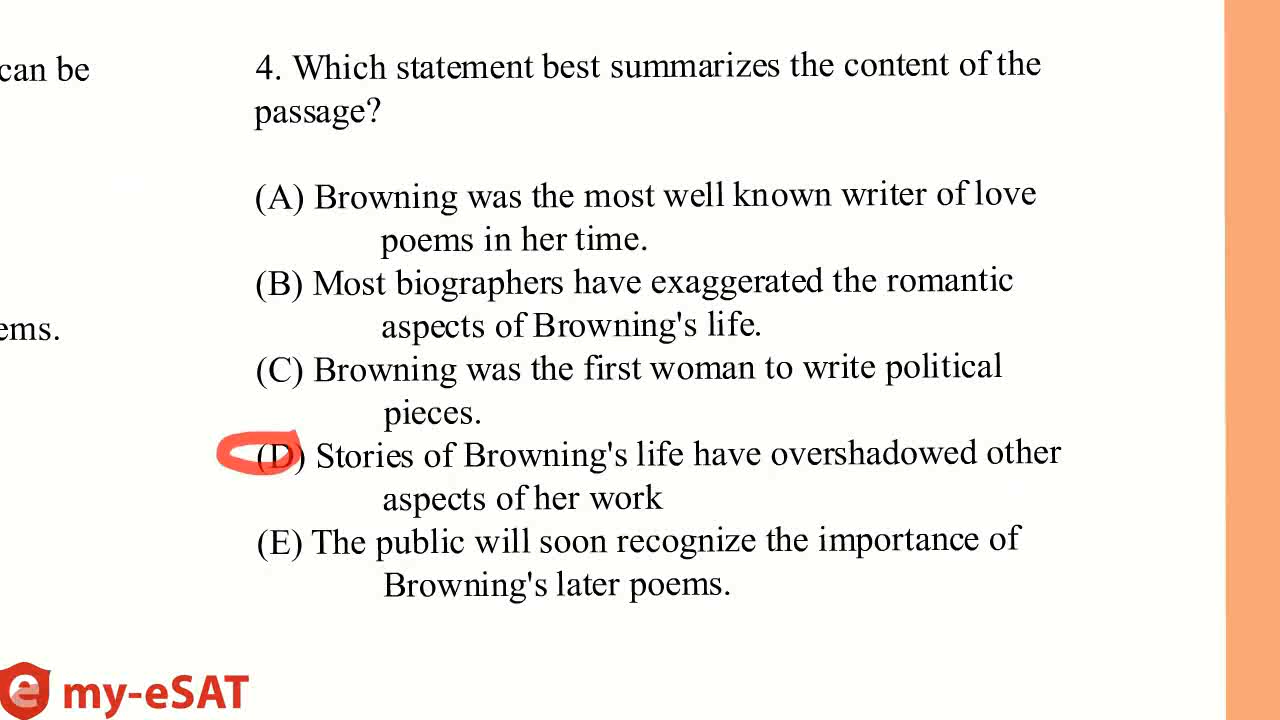 can be
ems.
4. Which statement best summarizes the content of the
passage?
(A) Browning was the most well known writer of love
poems in her time.
(B) Most biographers have exaggerated the romantic
aspects of Browning's life.
(C) Browning was the first woman to write political
pieces.
(D) Stories of Browning's life have overshadowed other
aspects of her work
(E) The public will soon recognize the importance of
Browning's later poems.
e my-eSAT